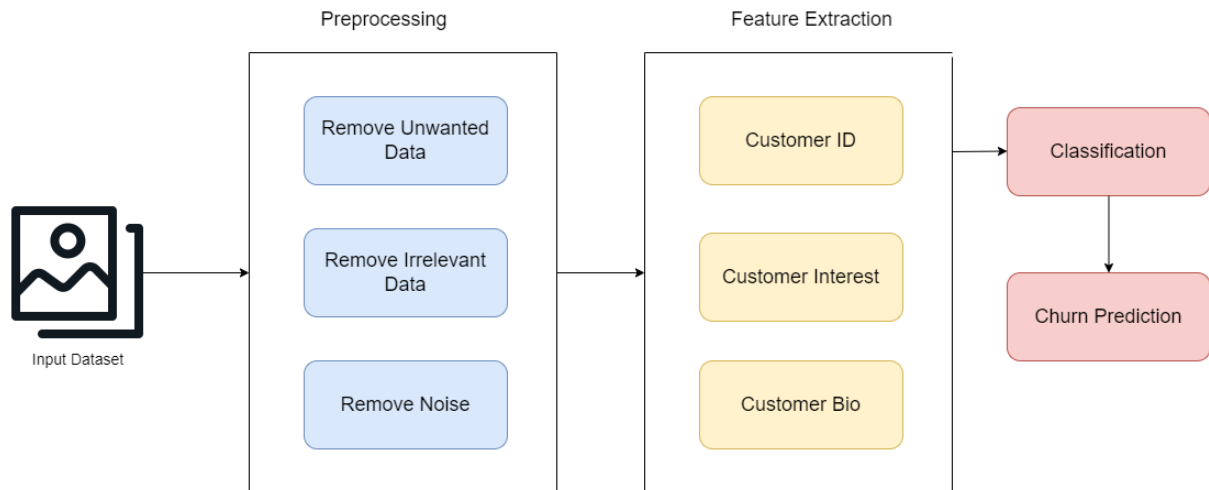 Preprocessing
Feature Extraction
Remove Unwanted
Data
Customer ID
Classification
Remove Irrelevant
Data
Customer Interest
Churn Prediction
Input Dataset
Remove Noise
Customer Bio